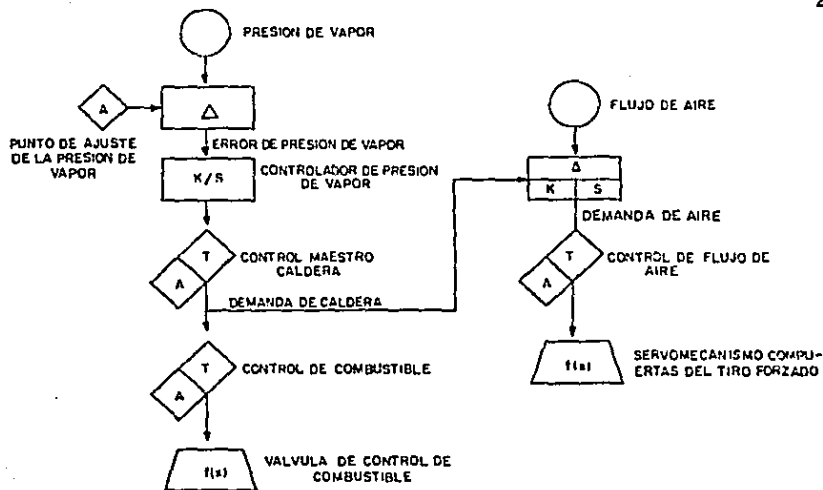 2
PRESION DE VAPOR
A
△
PUNTO DE AJUSTE
DE LA PRESION DE
VAPOR
ERROR DE PRESION DE VAPOR
K/S
CONTROLADOR DE PRESION
DE VAPOR
T
A
CONTROL MAESTRO
CALDERA
DEMANDA DE CALDERA
T
A
CONTROL DE COMBUSTIBLE
f(x)
VALVULA DE CONTROL DE
COMBUSTIBLE
FLUJO DE AIRE
Δ
K S
DEMANDA DE AIRE
T
A
CONTROL DE FLUJO DE
AIRE
f(x)
SERVOMECANISMO COMPU-
ERTAS DEL TIRO FORZADO